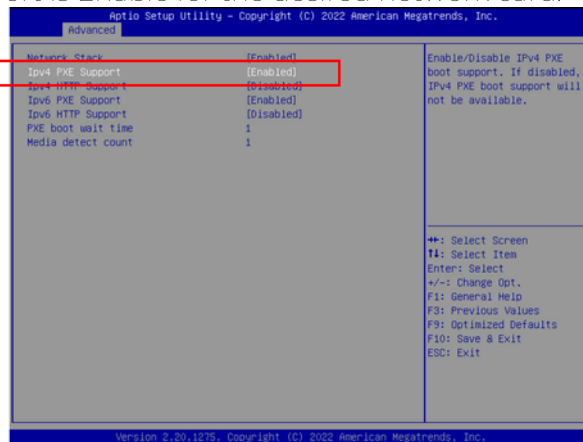 Aptio Setup Utility – Copyright (C) 2022 American Megatrends, Inc.
Advanced
Network Stack [Enabled]
Ipv4 PXE Support [Enabled]
Ipv4 HTTP Support [Disabled]
Ipv6 PXE Support [Enabled]
Ipv6 HTTP Support [Disabled]
PXE boot wait time 1
Media detect count 1
Enable/Disable IPv4 PXE
boot support. If disabled,
IPv4 PXE boot support will
not be available.
→←: Select Screen
↑↓: Select Item
Enter: Select
+/-: Change Opt.
F1: General Help
F3: Previous Values
F9: Optimized Defaults
F10: Save & Exit
ESC: Exit
Version 2.20.1275. Copyright (C) 2022 American Megatrends, Inc.